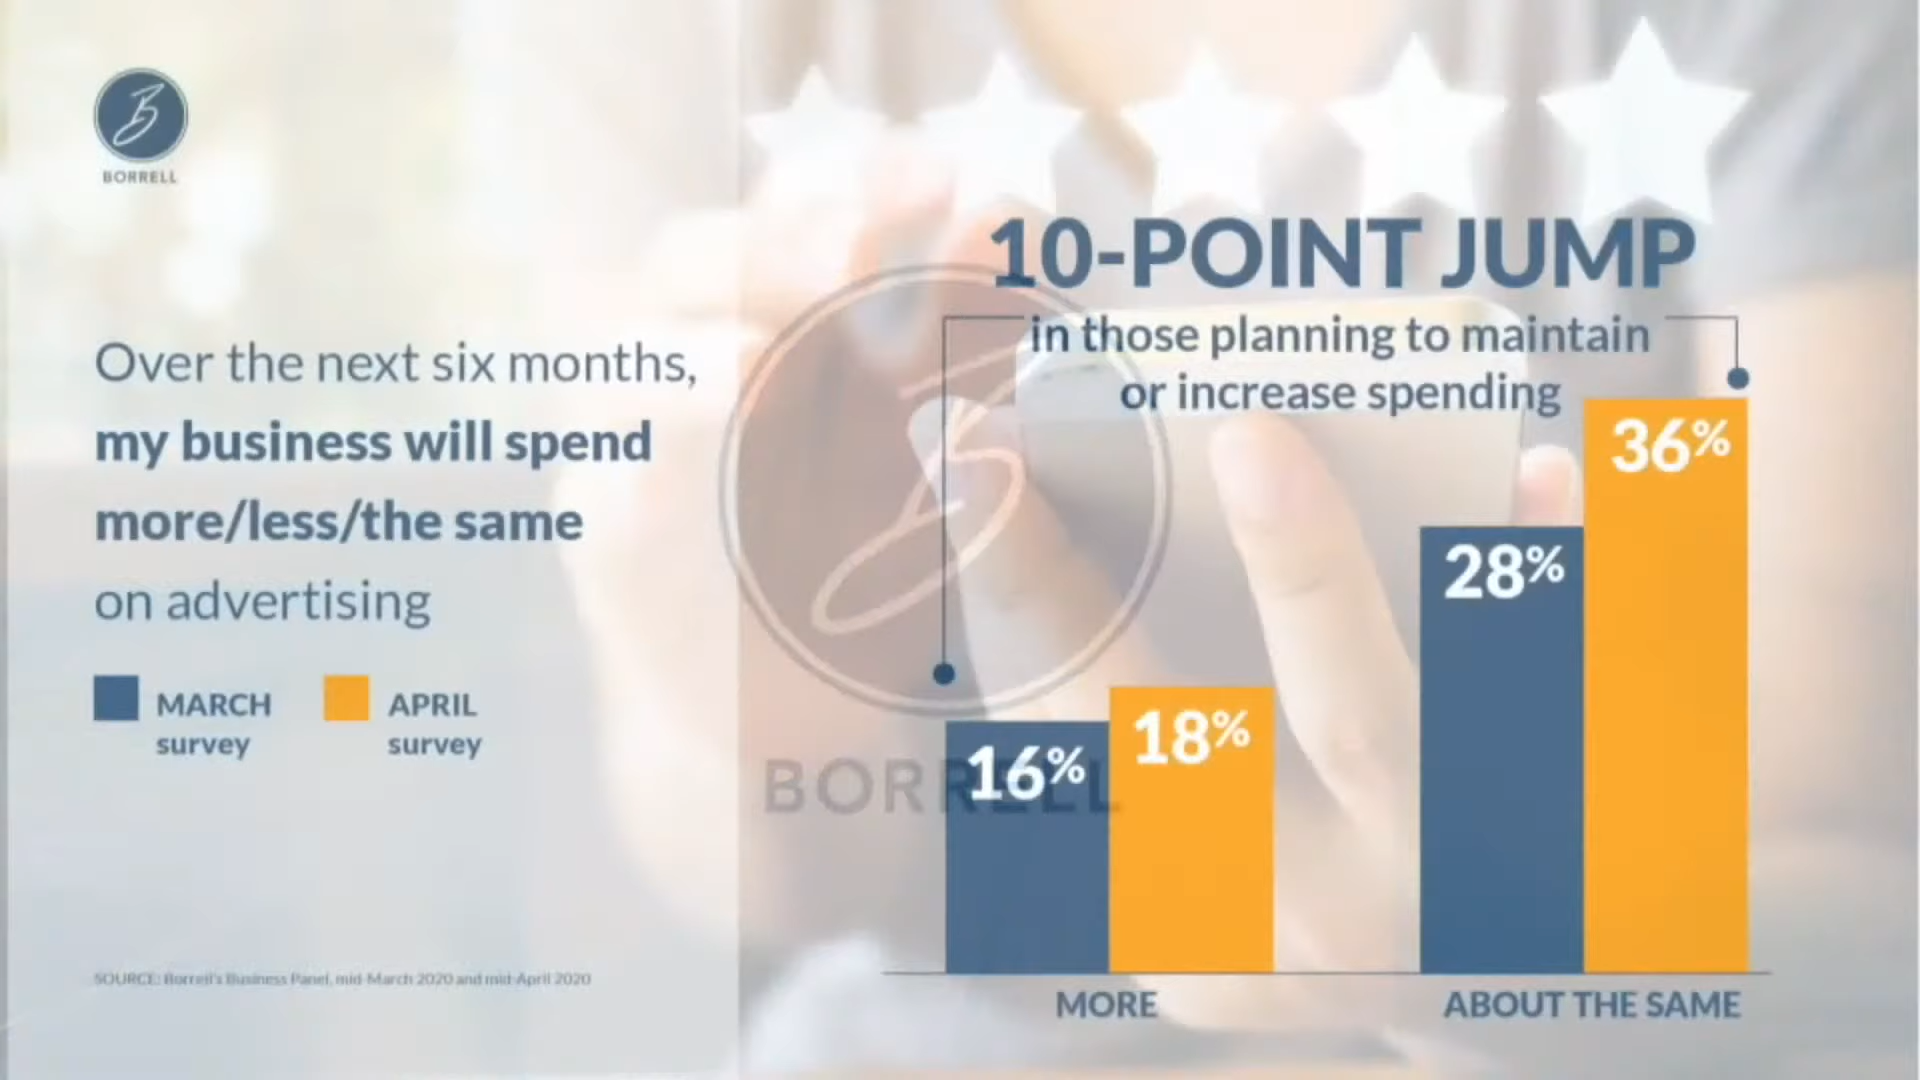 BORRELL
Over the next six months,
my business will spend
more/less/the same
on advertising
MARCH
survey
APRIL
survey
SOURCE: Borrell's Business Panel, mid-March 2020 and mid-April 2020
10-POINT JUMP
in those planning to maintain
or increase spending
16%
18%
28%
36%
BORRELL
MORE
ABOUT THE SAME